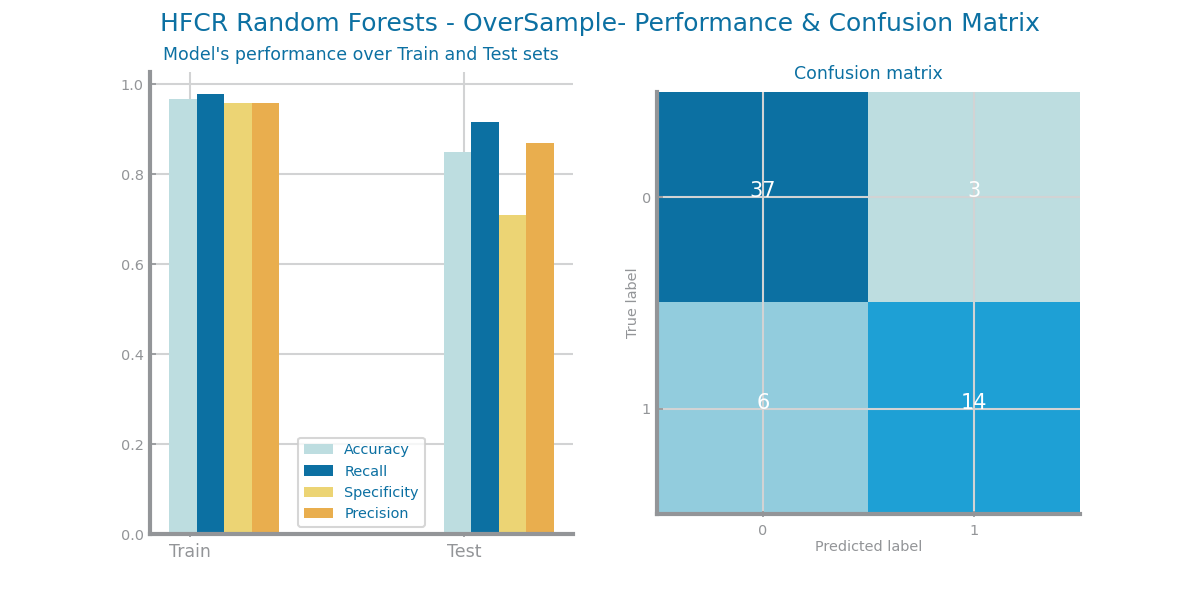 HFCR Random Forests - OverSample- Performance & Confusion Matrix
Model's performance over Train and Test sets
1.0
0.8
0.6
0.4
0.2
0.0
Train
Test
Accuracy
Recall
Specificity
Precision
Confusion matrix
True label
0
1
37
3
6
14
0
1
Predicted label